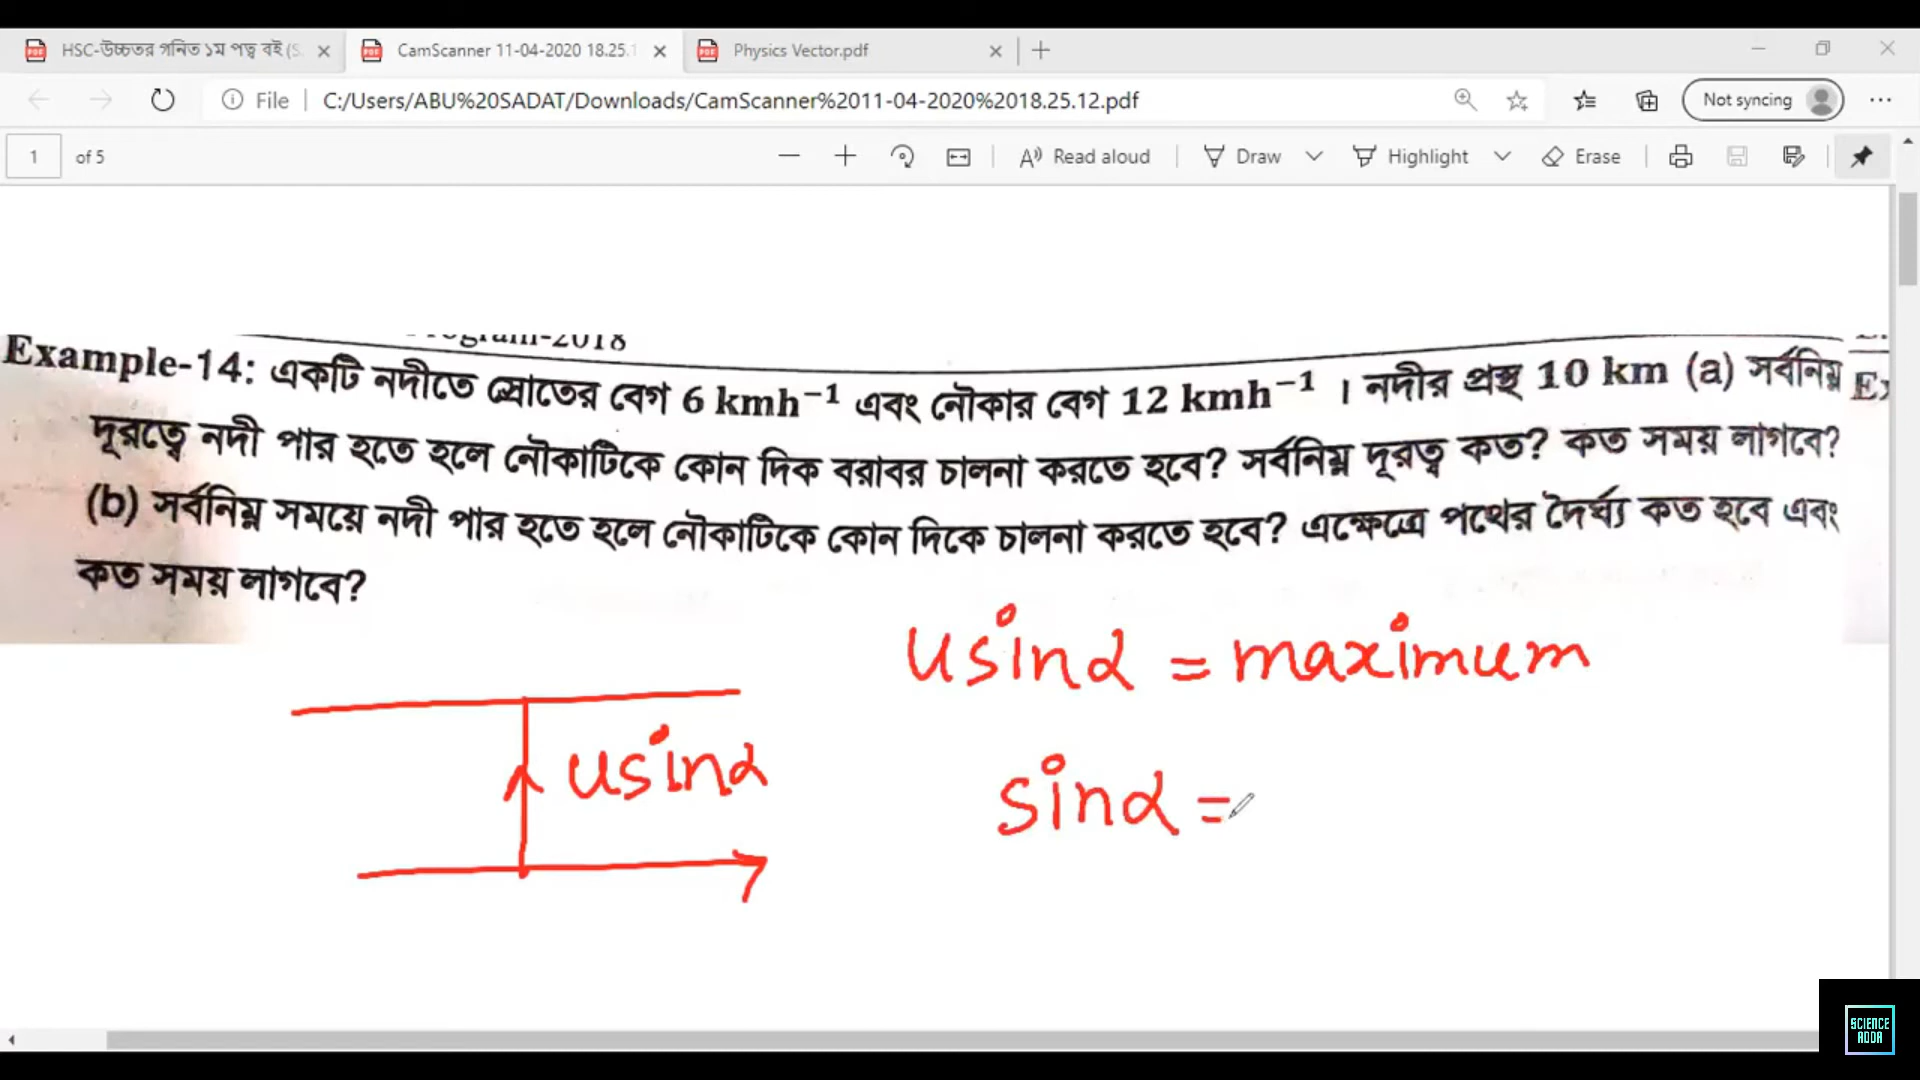 HSC-উচ্চতর গনিত ১ম পত্র বই (S
CamScanner 11-04-2020 18.25.1
Physics Vector.pdf
File
C:/Users/ABU%20SADAT/Downloads/CamScanner%2011-04-2020%2018.25.12.pdf
Not syncing
1 of 5
Read aloud
Draw
Highlight
Erase
Program-2018
Example-14: একটি নদীতে স্রোতের বেগ 6 kmh⁻¹ এবং নৌকার বেগ 12 kmh⁻¹ । নদীর প্রস্থ 10 km (a) সর্বনিম্ন
দূরত্বে নদী পার হতে হলে নৌকাটিকে কোন দিক বরাবর চালনা করতে হবে? সর্বনিম্ন দূরত্ব কত? কত সময় লাগবে?
(b) সর্বনিম্ন সময়ে নদী পার হতে হলে নৌকাটিকে কোন দিকে চালনা করতে হবে? এক্ষেত্রে পথের দৈর্ঘ্য কত হবে এবং
কত সময় লাগবে?
usinα = maximum
usinα
sinα =
SCIENCE
ADDA